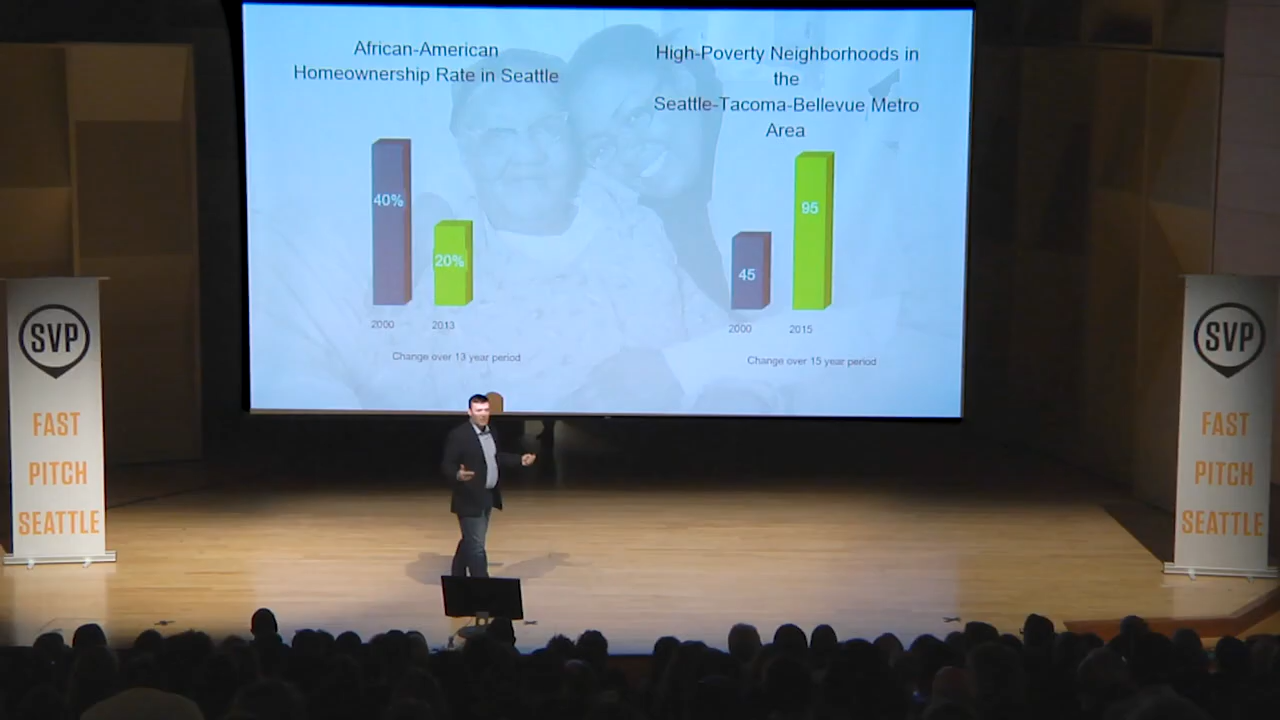 African-American
Homeownership Rate in Seattle
40%
20%
2000
2013
Change over 13 year period
High-Poverty Neighborhoods in
the
Seattle-Tacoma-Bellevue Metro
Area
45
95
2000
2015
Change over 15 year period
SVP
FAST
PITCH
SEATTLE
SVP
FAST
PITCH
SEATTLE